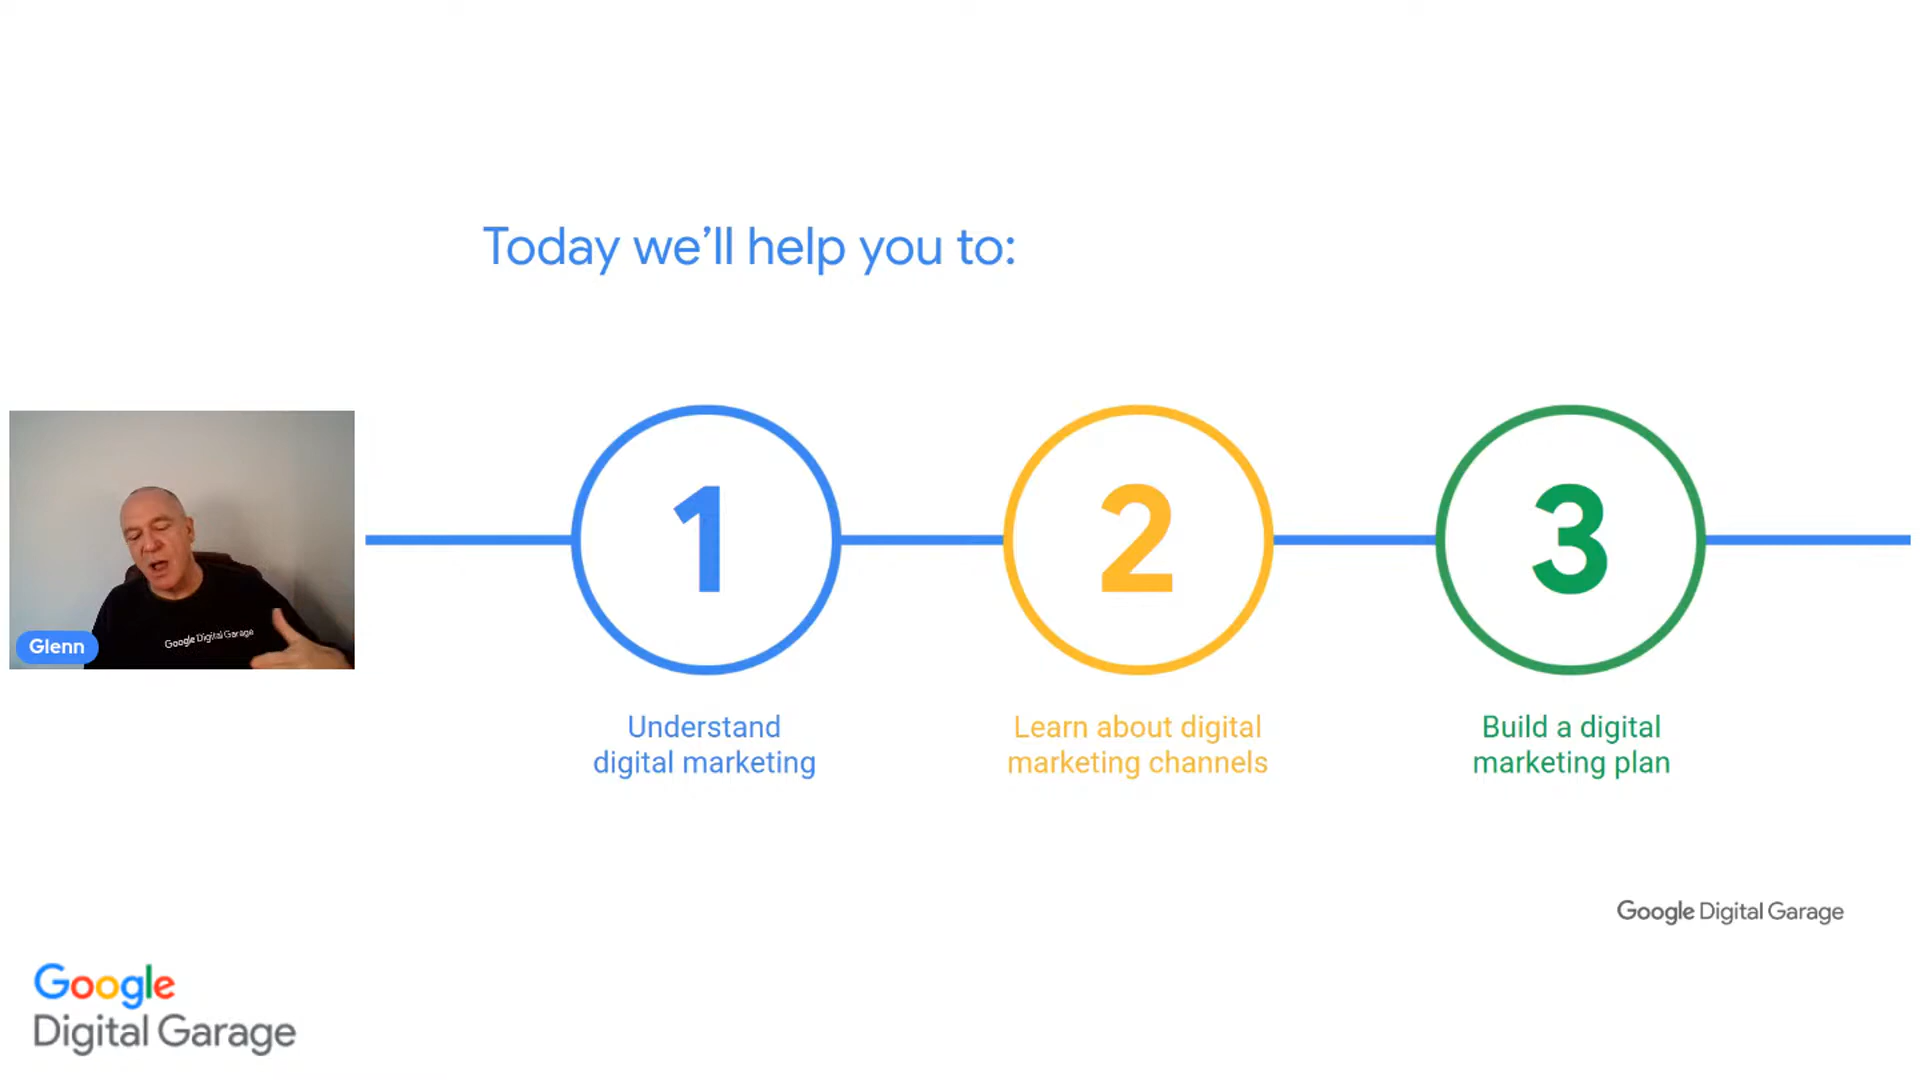 Today we’ll help you to:
1
2
3
Glenn
Google Digital Garage
Understand
digital marketing
Learn about digital
marketing channels
Build a digital
marketing plan
Google Digital Garage
Google
Digital Garage